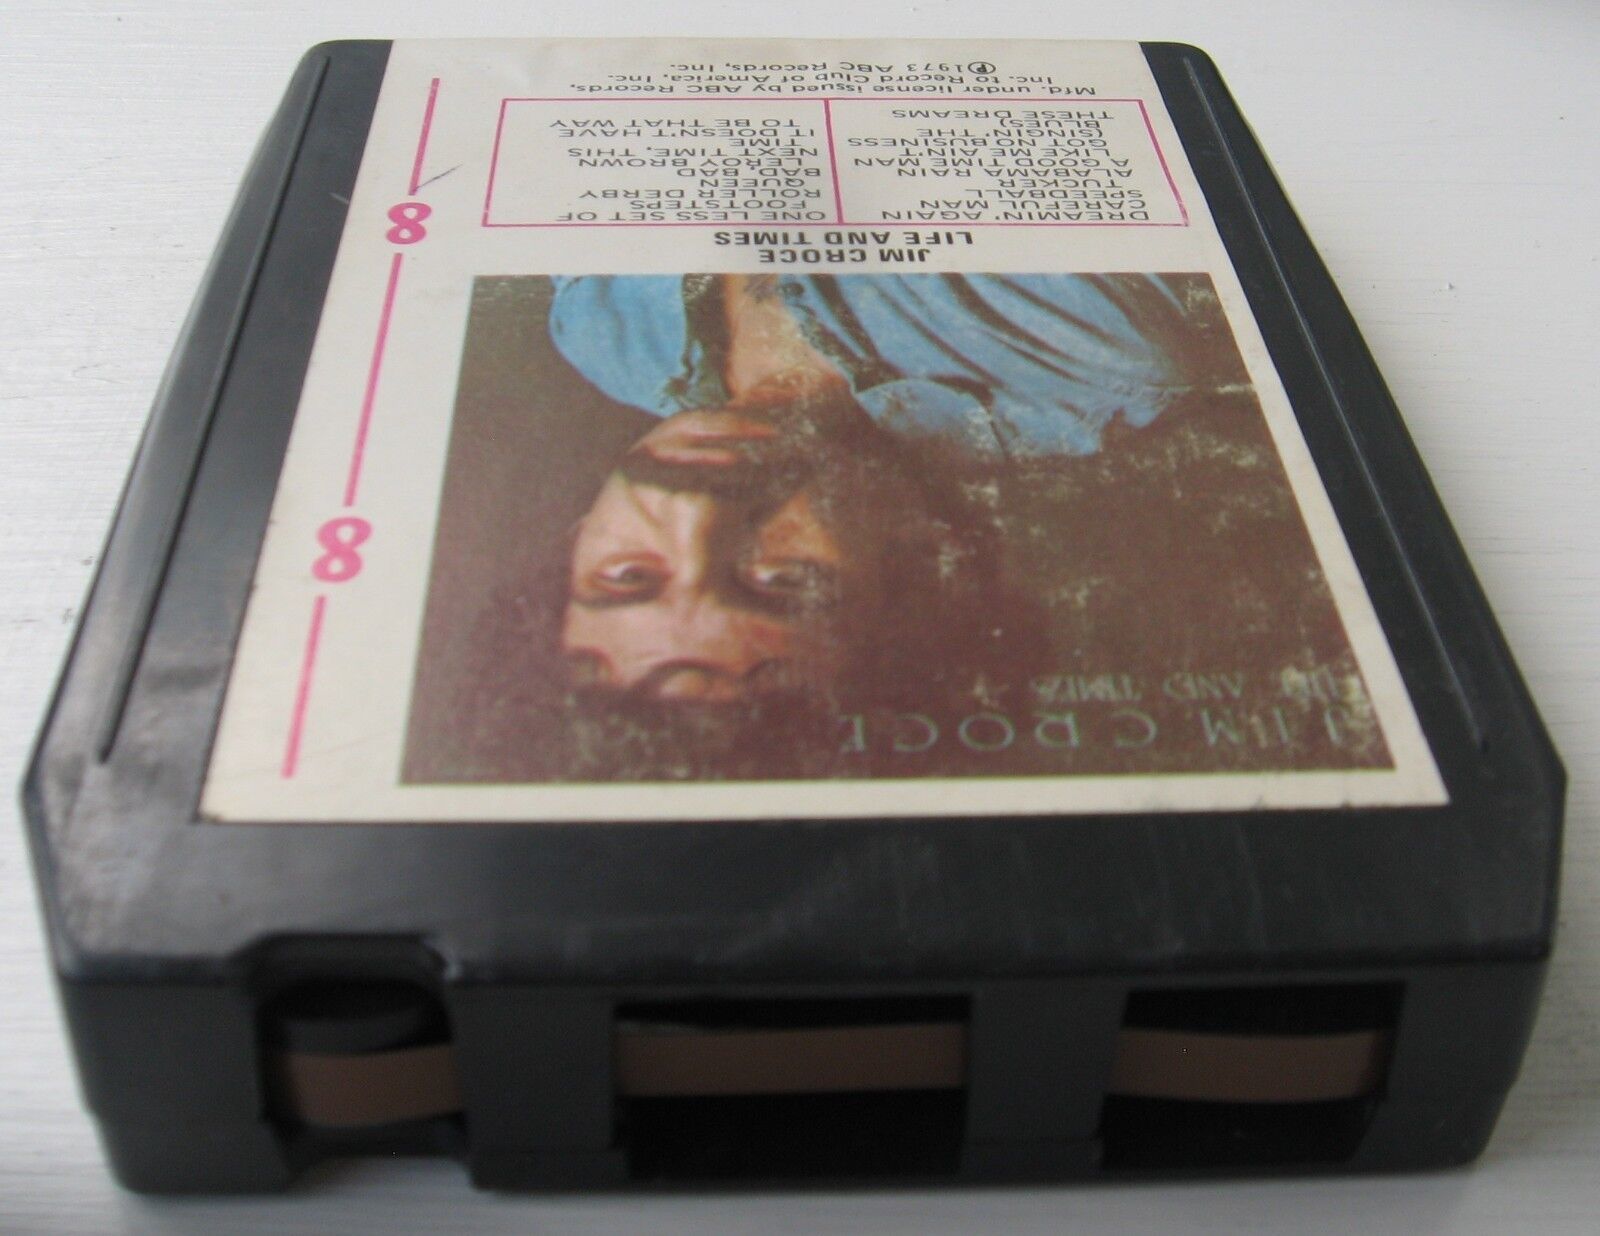 JIM CROCE
LIFE AND TIMES
JIM CROCE
LIFE AND TIMES
DREAMIN' AGAIN
CAREFUL MAN
SPEEDBALL
TUCKER
ALABAMA RAIN
A GOOD TIME MAN
LIKE ME AIN'T
GOT NO BUSINESS
(SINGIN' THE
BLUES)
THESE DREAMS
ONE LESS SET OF
FOOTSTEPS
ROLLER DERBY
QUEEN
BAD, BAD
LEROY BROWN
NEXT TIME, THIS
TIME
IT DOESN'T HAVE
TO BE THAT WAY
Mfd. under license issued by ABC Records,
Inc. to Record Club of America, Inc.
Ⓟ1973 ABC Records, Inc.
8
8